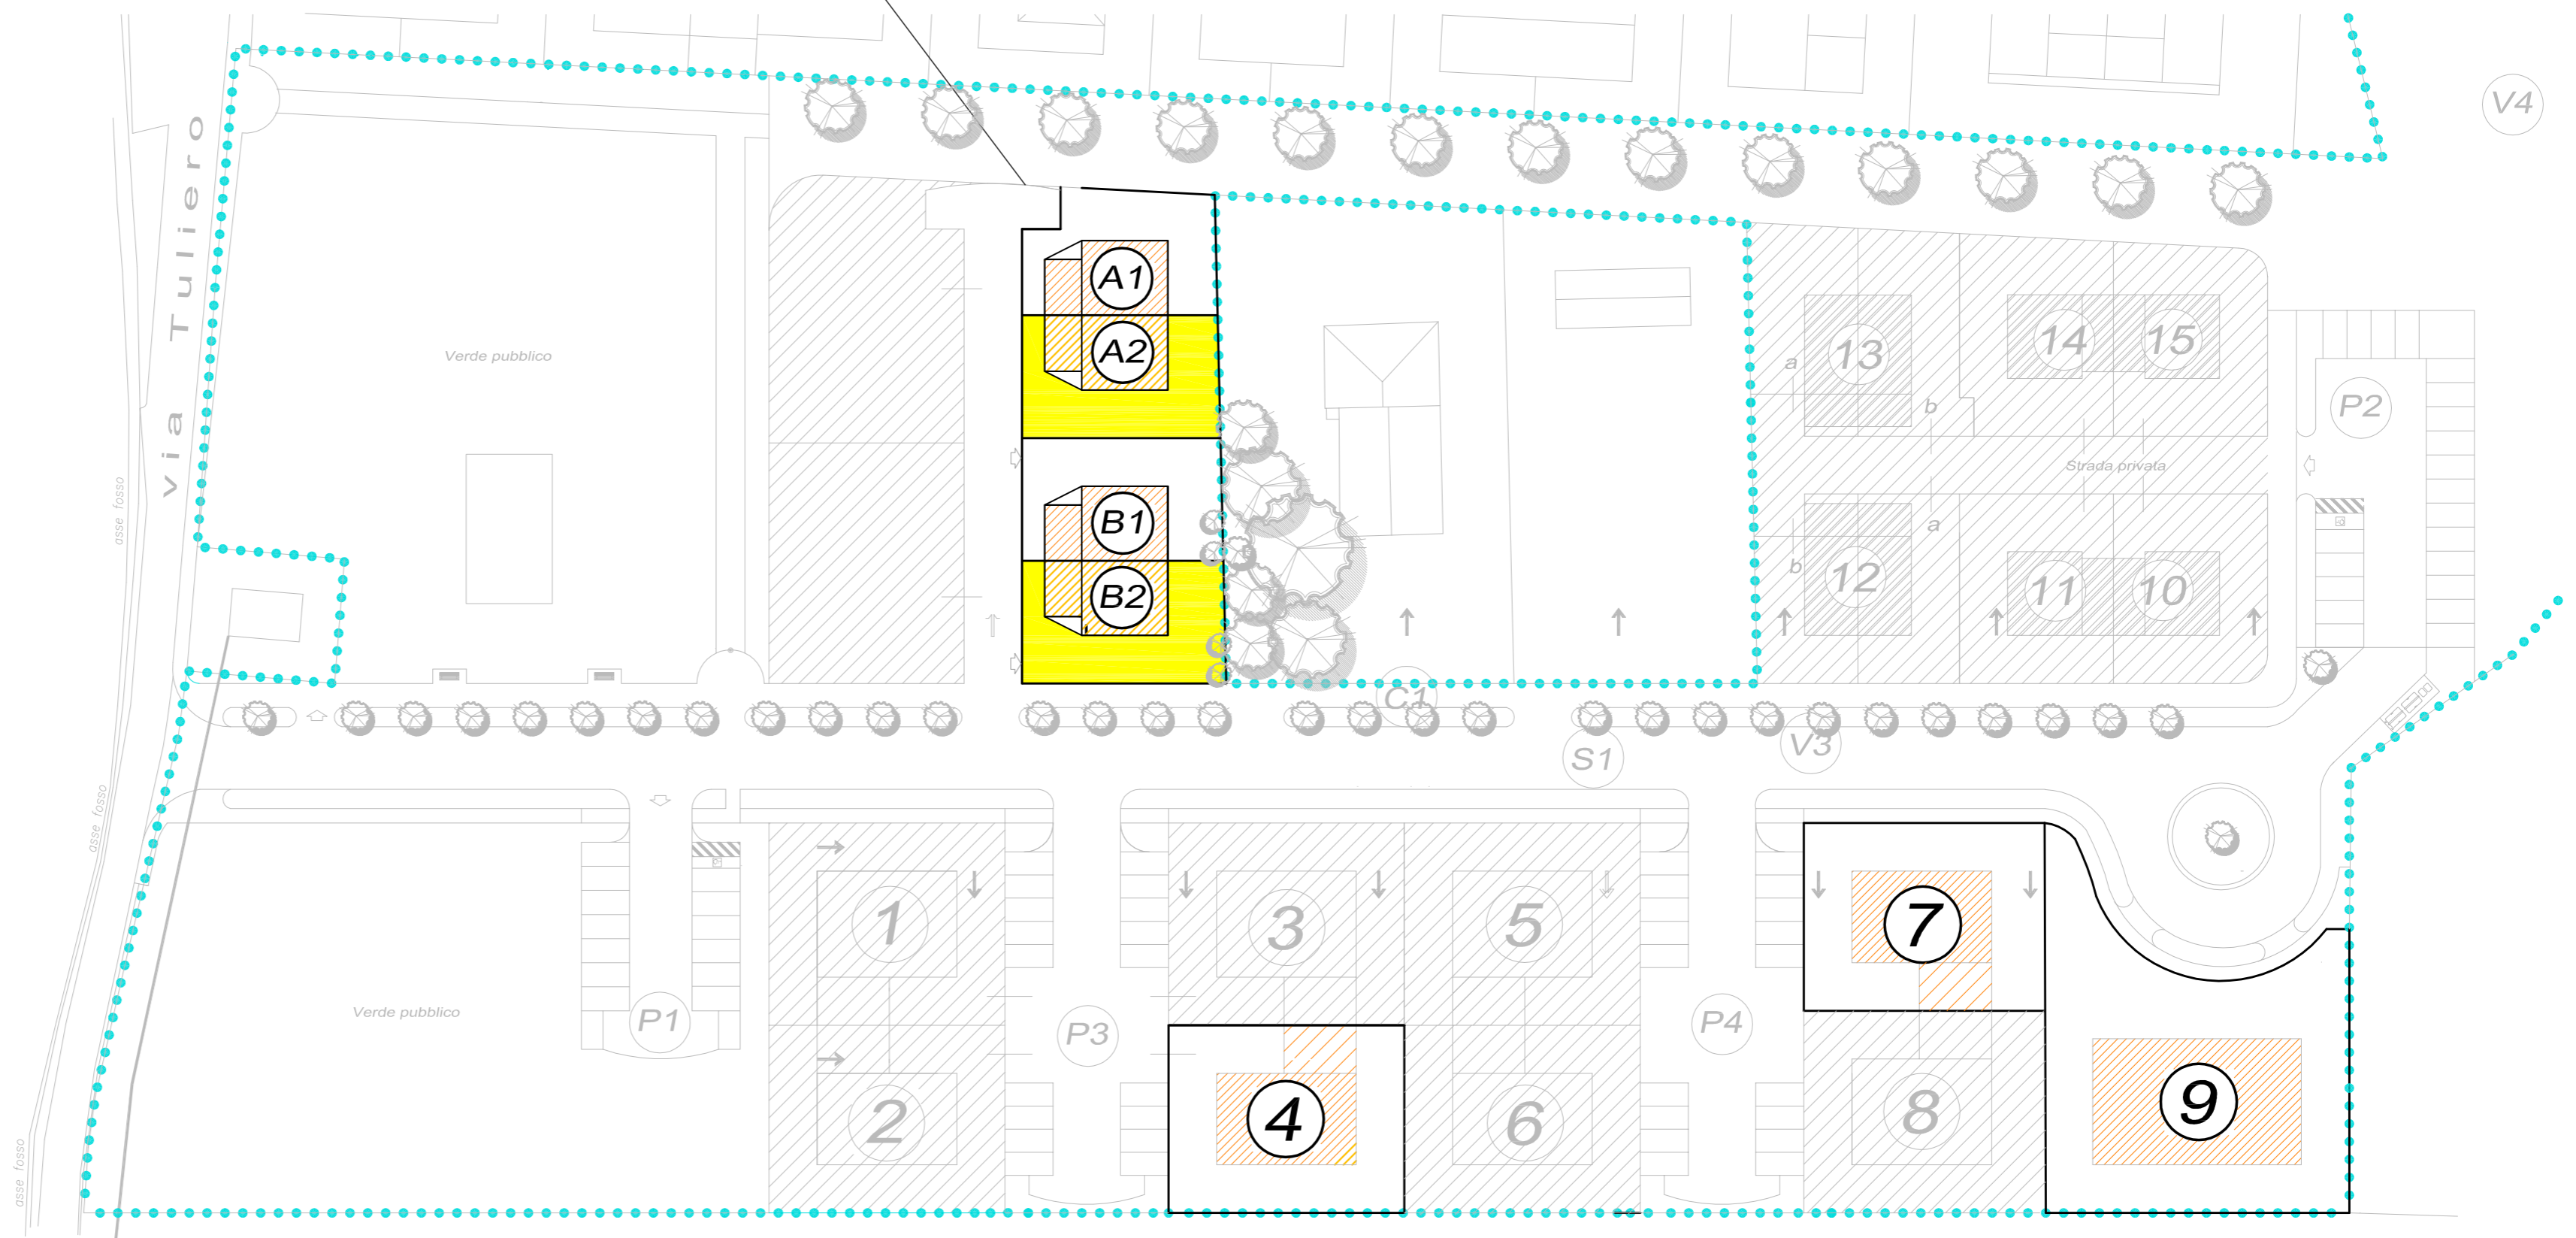 V4
Via Tuliero
A1
Verde pubblico
A2
13
14
15
a
b
P2
Strada privata
asse fosso
B1
a
b
B2
12
11
10
C1
S1
V3
asse fosso
1
3
5
7
Verde pubblico
P1
P3
P4
2
4
6
8
9
asse fosso